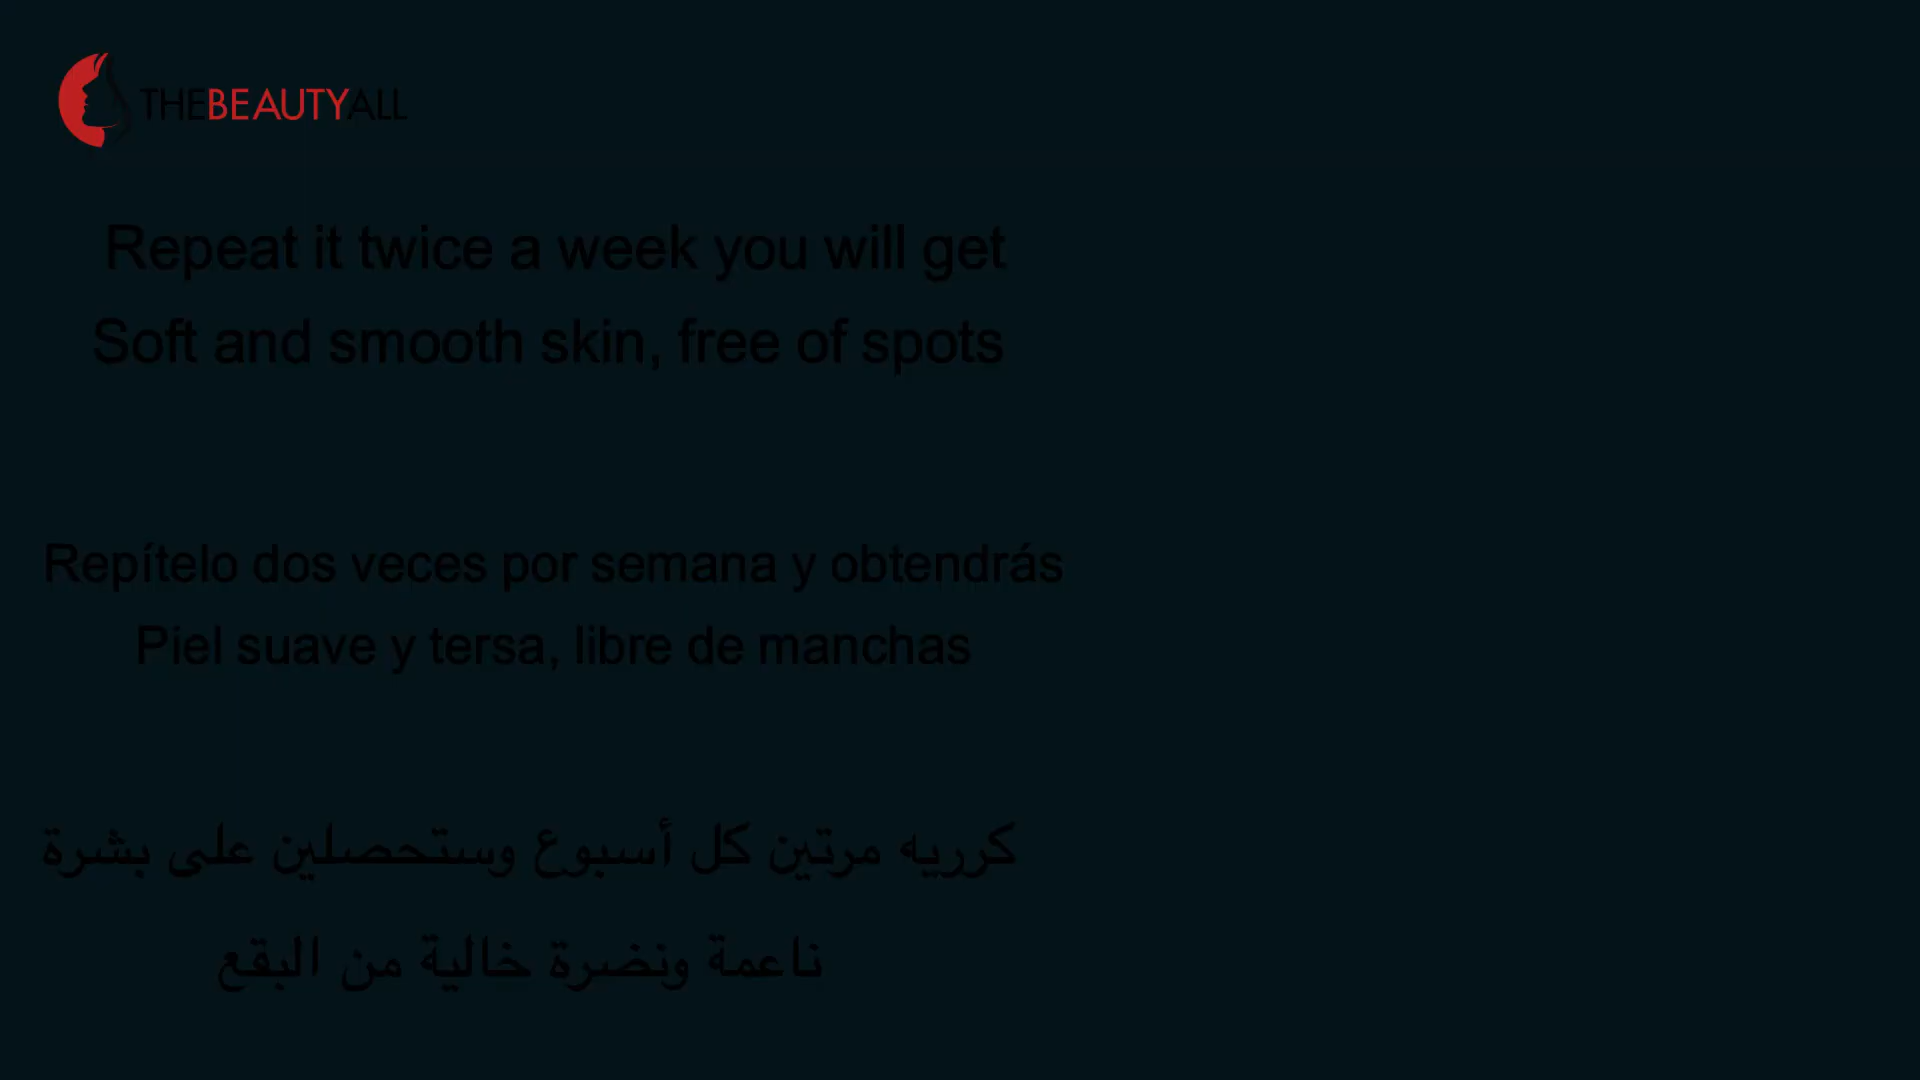 THEBEAUTYALL
Repeat it twice a week you will get
Soft and smooth skin, free of spots
Repítelo dos veces por semana y obtendrás
Piel suave y tersa, libre de manchas
كرريه مرتين كل أسبوع وستحصلين على بشرة
ناعمة ونضرة خالية من البقع